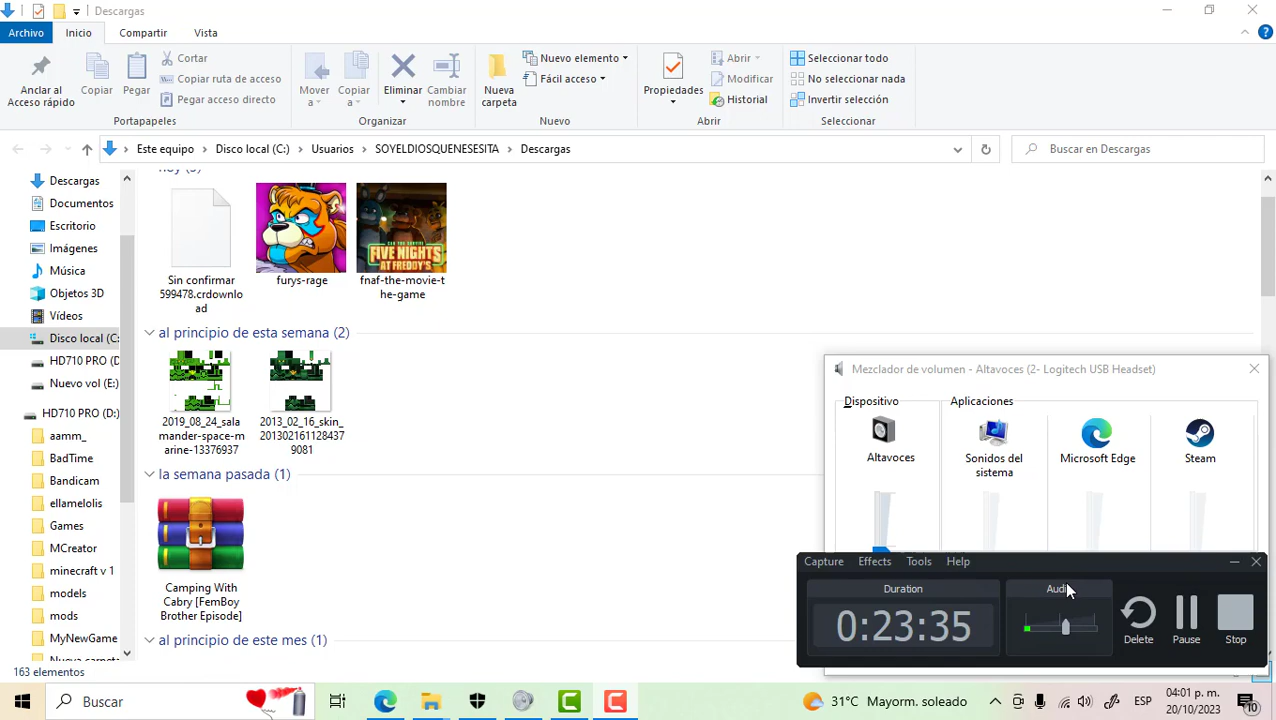 Descargas
Archivo Inicio Compartir Vista
Anclar al Acceso rápido
Copiar
Pegar
Cortar
Copiar ruta de acceso
Pegar acceso directo
Portapapeles
Mover a
Copiar a
Eliminar
Cambiar nombre
Organizar
Nueva carpeta
Nuevo elemento
Fácil acceso
Nuevo
Propiedades
Abrir
Modificar
Historial
Abrir
Seleccionar todo
No seleccionar nada
Invertir selección
Seleccionar
Este equipo > Disco local (C:) > Usuarios > SOYELDIOSQUENESESITA > Descargas
Buscar en Descargas
Descargas
Documentos
Escritorio
Imágenes
Música
Objetos 3D
Vídeos
Disco local (C:
HD710 PRO (D
Nuevo vol (E:)
HD710 PRO (D:)
aamm_
BadTime
Bandicam
ellamelolis
Games
MCreator
minecraft v 1
models
mods
MyNewGame
Sin confirmar
599478.crdownlo
ad
furys-rage
FIVE NIGHTS
AT FREDDY'S
fnaf-the-movie-t
he-game
al principio de esta semana (2)
2019_08_24_sala
mander-space-m
arine-13376937
2013_02_16_skin_
201302161128437
9081
la semana pasada (1)
Camping With
Cabry [FemBoy
Brother Episode]
al principio de este mes (1)
163 elementos
Mezclador de volumen - Altavoces (2- Logitech USB Headset)
Dispositivo
Aplicaciones
Altavoces
Sonidos del
sistema
Microsoft Edge
Steam
Capture Effects Tools Help
Duration
0:23:35
Delete
Pause
Stop
Buscar
31°C Mayorm. soleado
ESP
04:01 p. m.
20/10/2023
10